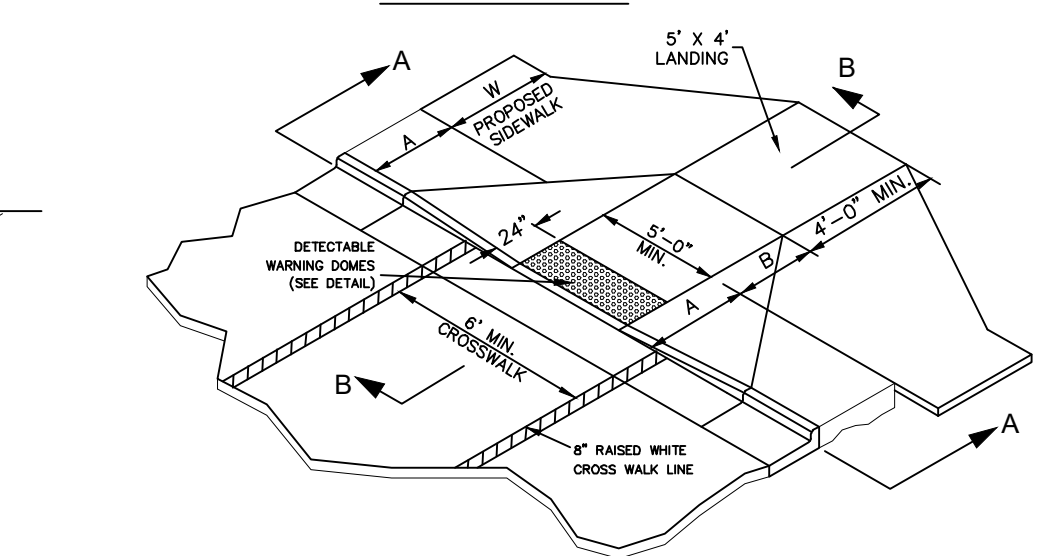 5' X 4'
LANDING
A
B
W
PROPOSED
SIDEWALK
A
4'-0" MIN.
24"
5'-0"
MIN.
B
DETECTABLE
WARNING DOMES
(SEE DETAIL)
A
6' MIN.
CROSSWALK
B
A
8" RAISED WHITE
CROSS WALK LINE